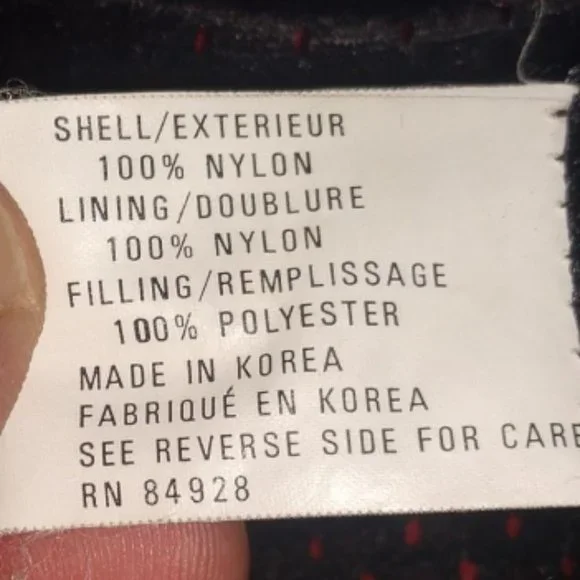 SHELL/EXTERIEUR
100% NYLON
LINING/DOUBLURE
100% NYLON
FILLING/REMPLISSAGE
100% POLYESTER
MADE IN KOREA
FABRIQUÉ EN KOREA
SEE REVERSE SIDE FOR CARE
RN 84928